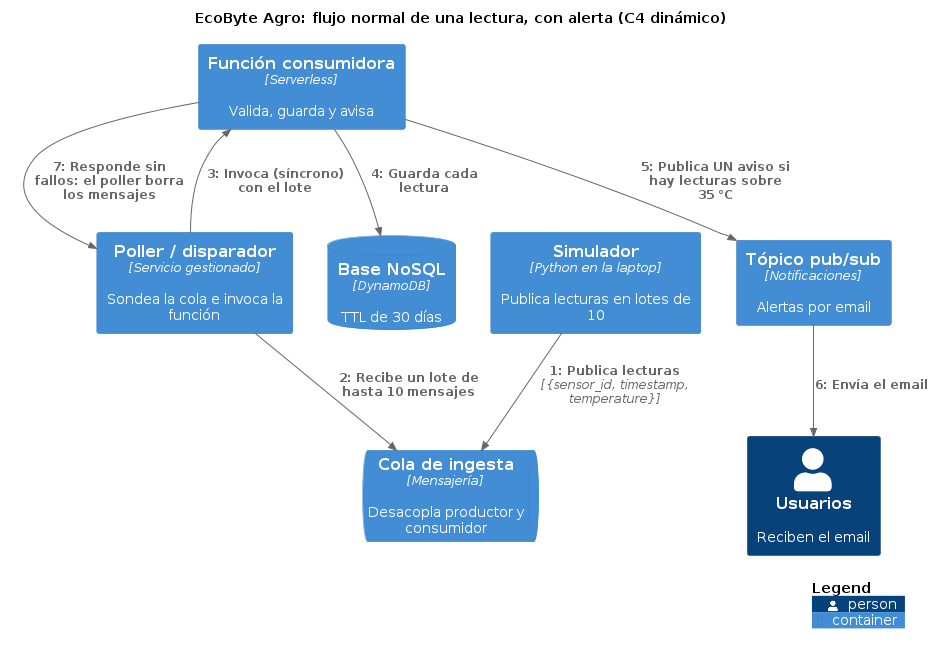 EcoByte Agro: flujo normal de una lectura, con alerta (C4 dinámico)
Función consumidora
[Serverless]
Valida, guarda y avisa
7: Responde sin
fallos: el poller borra
los mensajes
3: Invoca (síncrono)
con el lote
4: Guarda cada
lectura
5: Publica UN aviso si
hay lecturas sobre
35 °C
Poller / disparador
[Servicio gestionado]
Sondea la cola e invoca la
función
Base NoSQL
[DynamoDB]
TTL de 30 días
Simulador
[Python en la laptop]
Publica lecturas en lotes de
10
Tópico pub/sub
[Notificaciones]
Alertas por email
2: Recibe un lote de
hasta 10 mensajes
1: Publica lecturas
[{sensor_id, timestamp,
temperature}]
6: Envía el email
Cola de ingesta
[Mensajería]
Desacopla productor y
consumidor
Usuarios
Reciben el email
Legend
person
container